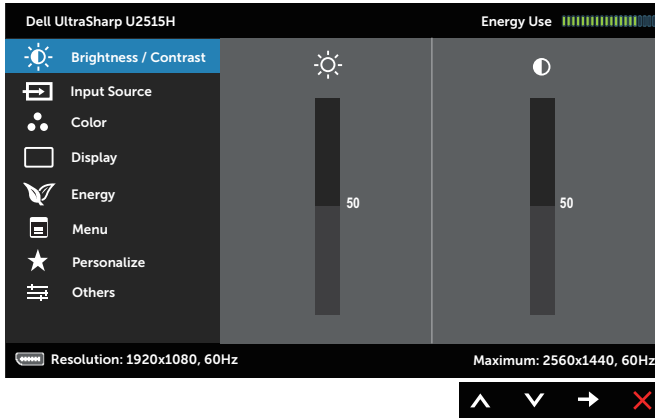 Dell UltraSharp U2515H
Energy Use
Brightness / Contrast
Input Source
Color
Display
Energy
Menu
Personalize
Others
50
50
Resolution: 1920x1080, 60Hz
Maximum: 2560x1440, 60Hz